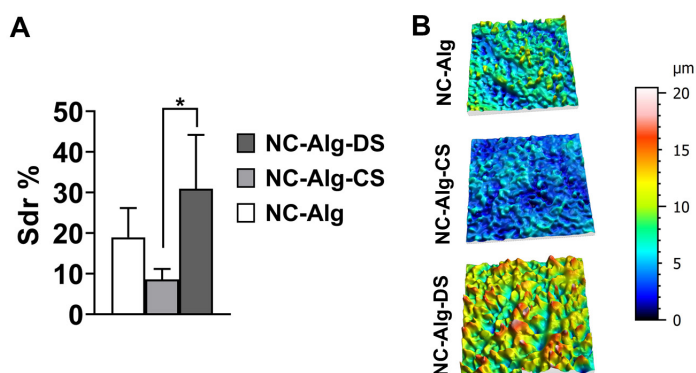 A
B
Sdr %
50
40
30
20
10
0
*
NC-Alg-DS
NC-Alg-CS
NC-Alg
NC-Alg
NC-Alg-CS
NC-Alg-DS
µm
20
15
10
5
0